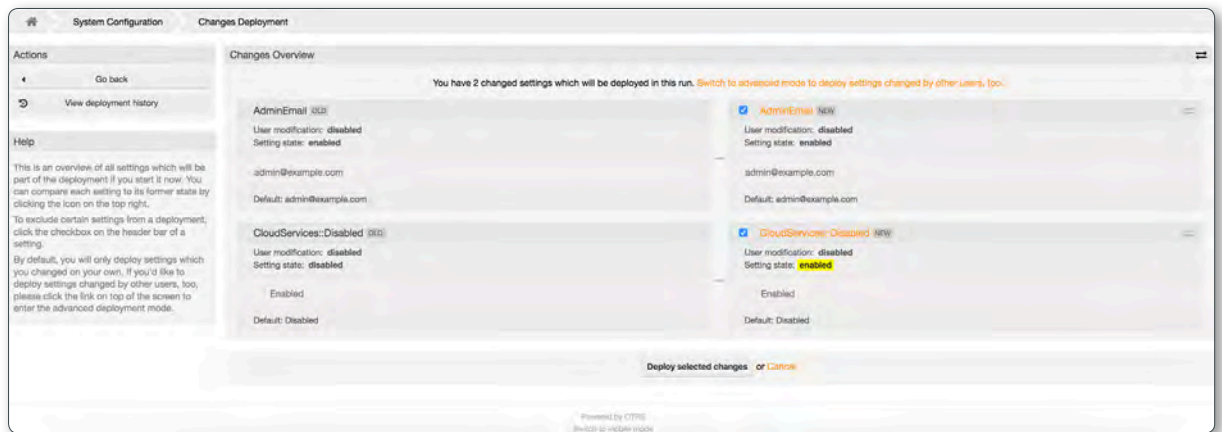 System Configuration
Changes Deployment
Actions
Go back
View deployment history
Help
This is an overview of all settings which will be
part of the deployment if you start it now. You
can compare each setting to its former state by
clicking the icon on the top right.
To exclude certain settings from a deployment,
click the checkbox on the header bar of a
setting.
By default, you will only deploy settings which
you changed on your own. If you'd like to
deploy settings changed by other users, too,
please click the link on top of the screen to
enter the advanced deployment mode.
Changes Overview
You have 2 changed settings which will be deployed in this run. Switch to advanced mode to deploy settings changed by other users, too.
AdminEmail OLD
User modification: disabled
Setting state: enabled
admin@example.com
Default: admin@example.com
AdminEmail NEW
User modification: disabled
Setting state: enabled
admin@example.com
Default: admin@example.com
CloudServices::Disabled OLD
User modification: disabled
Setting state: disabled
Enabled
Default: Disabled
CloudServices::Disabled NEW
User modification: disabled
Setting state: enabled
Enabled
Default: Disabled
Deploy selected changes or Cancel
Powered by OTRS
Switch to mobile mode